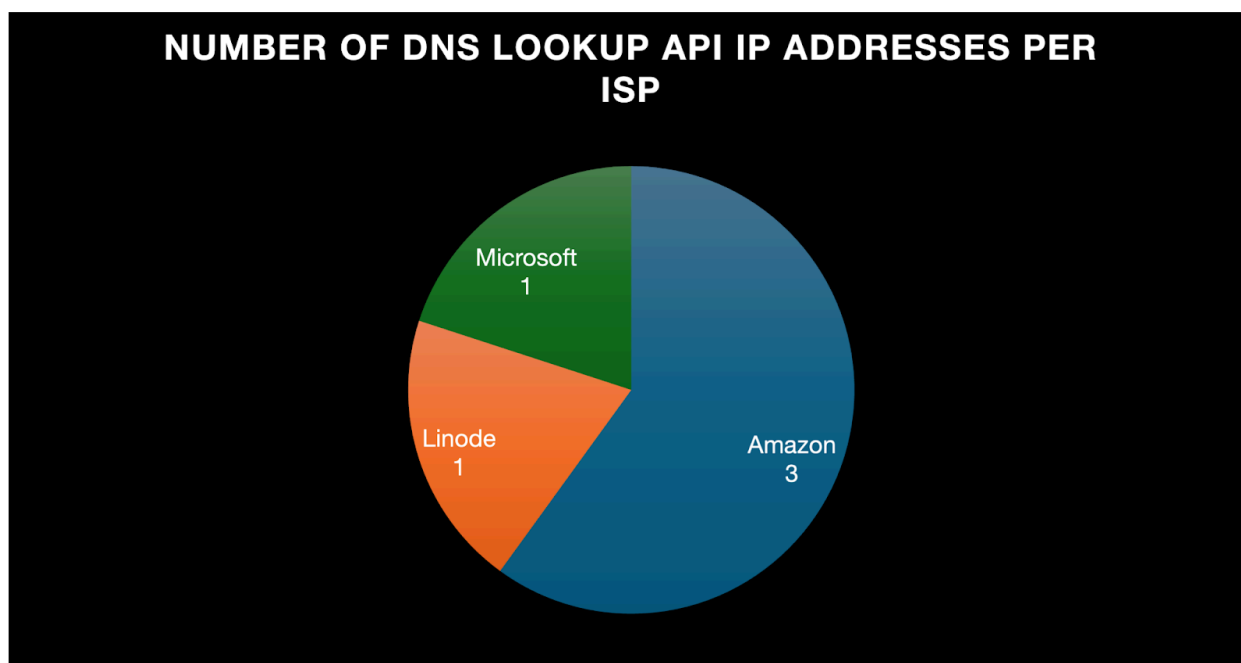 NUMBER OF DNS LOOKUP API IP ADDRESSES PER
ISP
Microsoft
1
Linode
1
Amazon
3